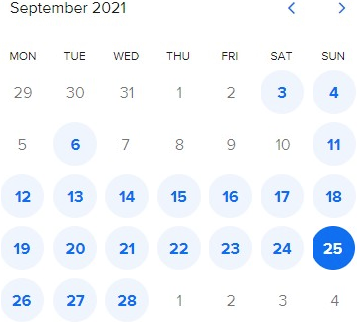 September 2021
MON TUE WED THU FRI SAT SUN
29 30 31 1 2 3 4
5 6 7 8 9 10 11
12 13 14 15 16 17 18
19 20 21 22 23 24 25
26 27 28 1 2 3 4